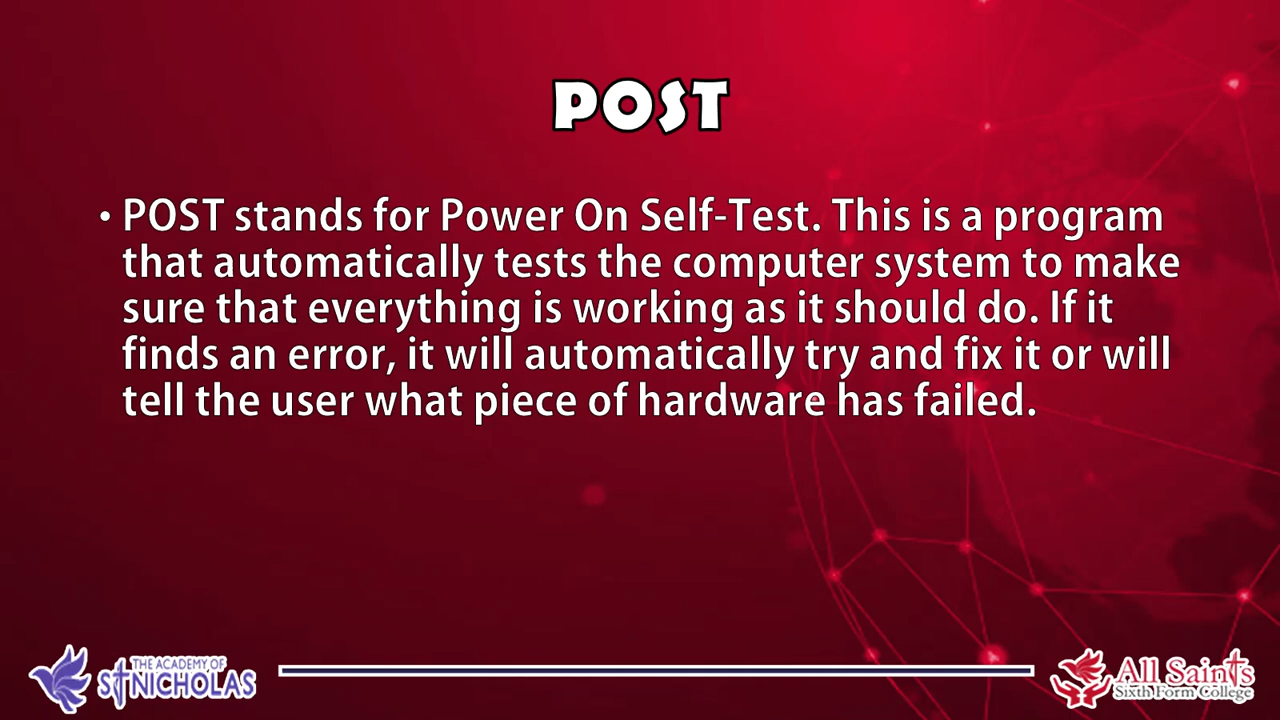 POST
• POST stands for Power On Self-Test. This is a program
that automatically tests the computer system to make
sure that everything is working as it should do. If it
finds an error, it will automatically try and fix it or will
tell the user what piece of hardware has failed.
THE ACADEMY OF
ST NICHOLAS
All Saints
Sixth Form College